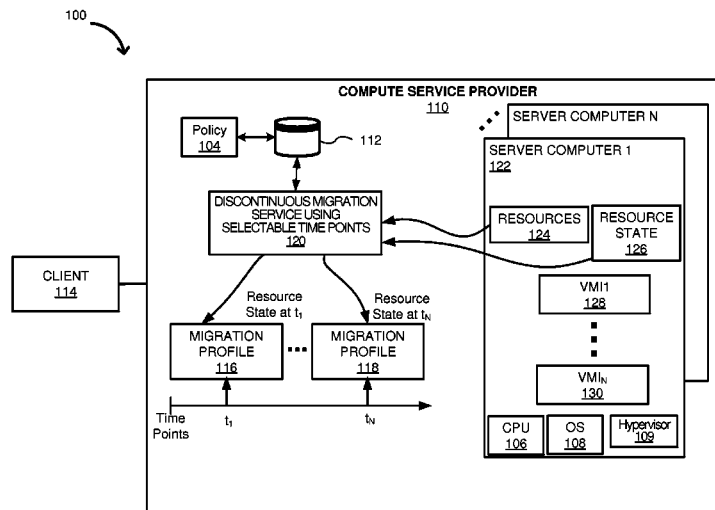 100
COMPUTE SERVICE PROVIDER
110
Policy
104
112
SERVER COMPUTER N
SERVER COMPUTER 1
122
DISCONTINUOUS MIGRATION
SERVICE USING
SELECTABLE TIME POINTS
120
RESOURCES
124
RESOURCE
STATE
126
CLIENT
114
Resource
State at t1
Resource
State at tN
VMI1
128
MIGRATION
PROFILE
116
MIGRATION
PROFILE
118
VMIN
130
Time
Points
t1
tN
CPU
106
OS
108
Hypervisor
109